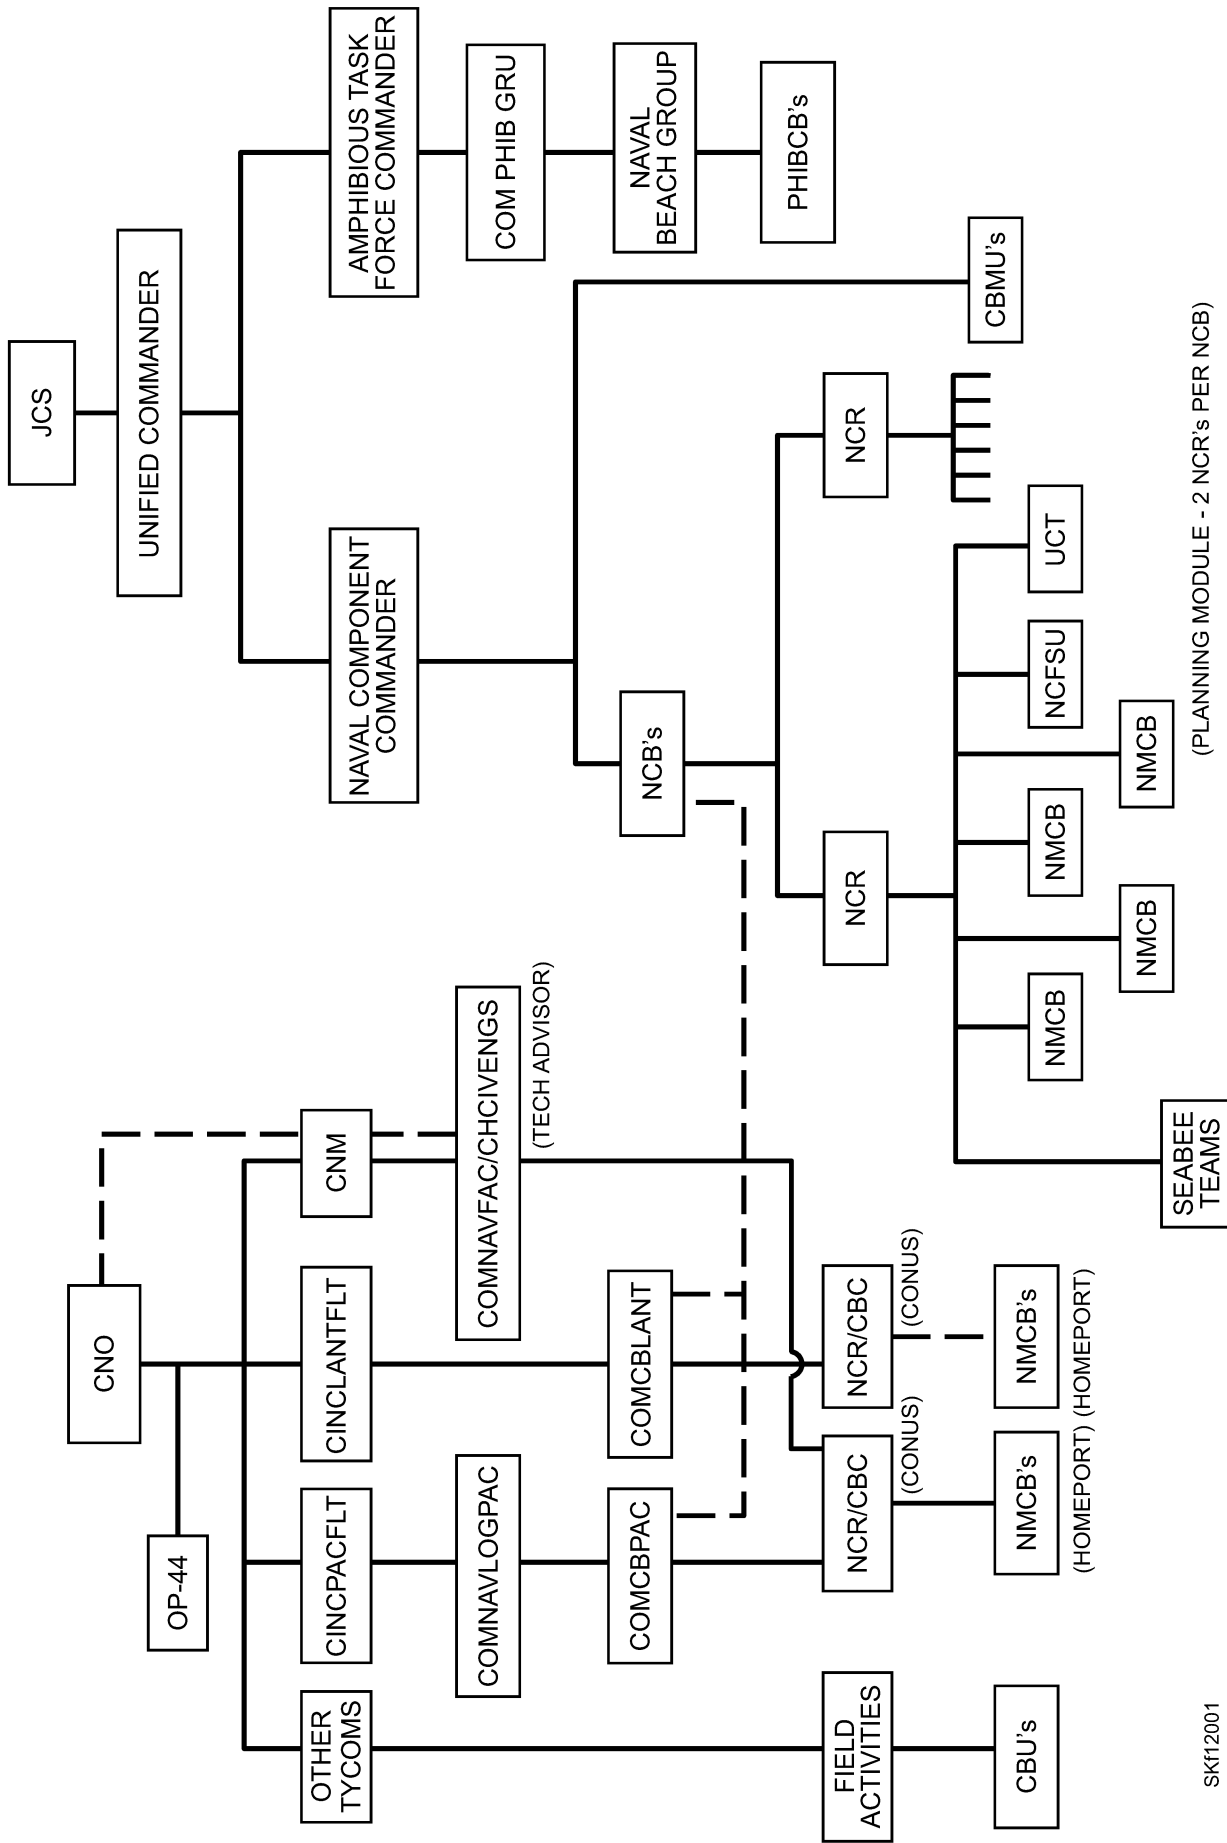 JCS
UNIFIED COMMANDER
NAVAL COMPONENT
COMMANDER
AMPHIBIOUS TASK
FORCE COMMANDER
COM PHIB GRU
NAVAL
BEACH GROUP
PHIBCB's
NCB's
CBMU's
NCR
NCR
NMCB
NMCB
NMCB
NMCB
NCFSU
UCT
SEABEE
TEAMS
(PLANNING MODULE - 2 NCR's PER NCB)
CNO
OP-44
OTHER
TYCOMS
CINCPACFLT
CINCLANTFLT
CNM
COMNAVLOGPAC
COMNAVFAC/CHCIVENGS
(TECH ADVISOR)
COMCBPAC
COMCBLANT
FIELD
ACTIVITIES
NCR/CBC
(CONUS)
NCR/CBC
(CONUS)
CBU's
NMCB's
(HOMEPORT)
NMCB's
(HOMEPORT)
SKf12001